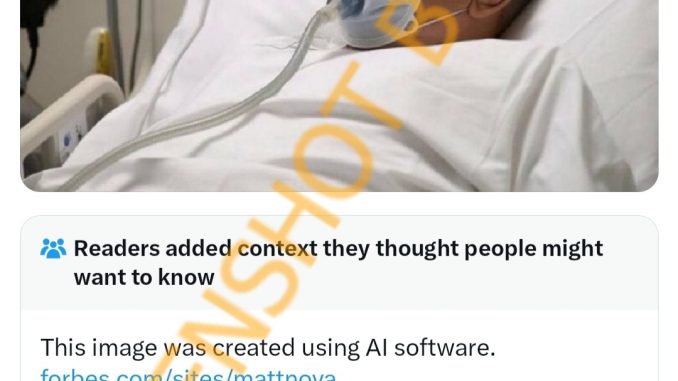 ENSHOT B
Readers added context they thought people might
want to know
This image was created using AI software.
forbes.com/sites/mattnova